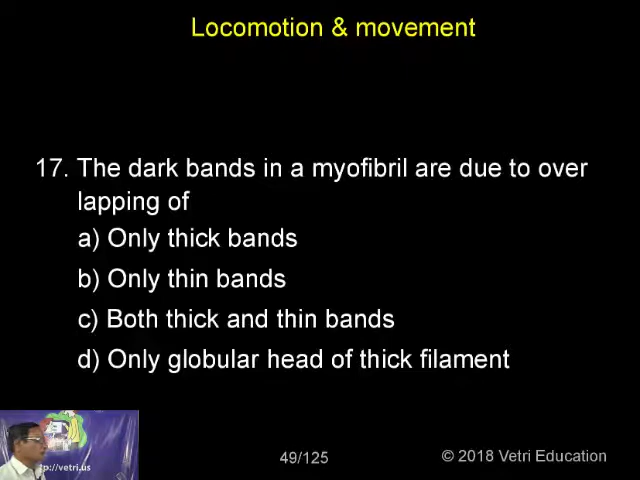 Locomotion & movement
17. The dark bands in a myofibril are due to over
lapping of
a) Only thick bands
b) Only thin bands
c) Both thick and thin bands
d) Only globular head of thick filament
tp://vetri.us
49/125
© 2018 Vetri Education